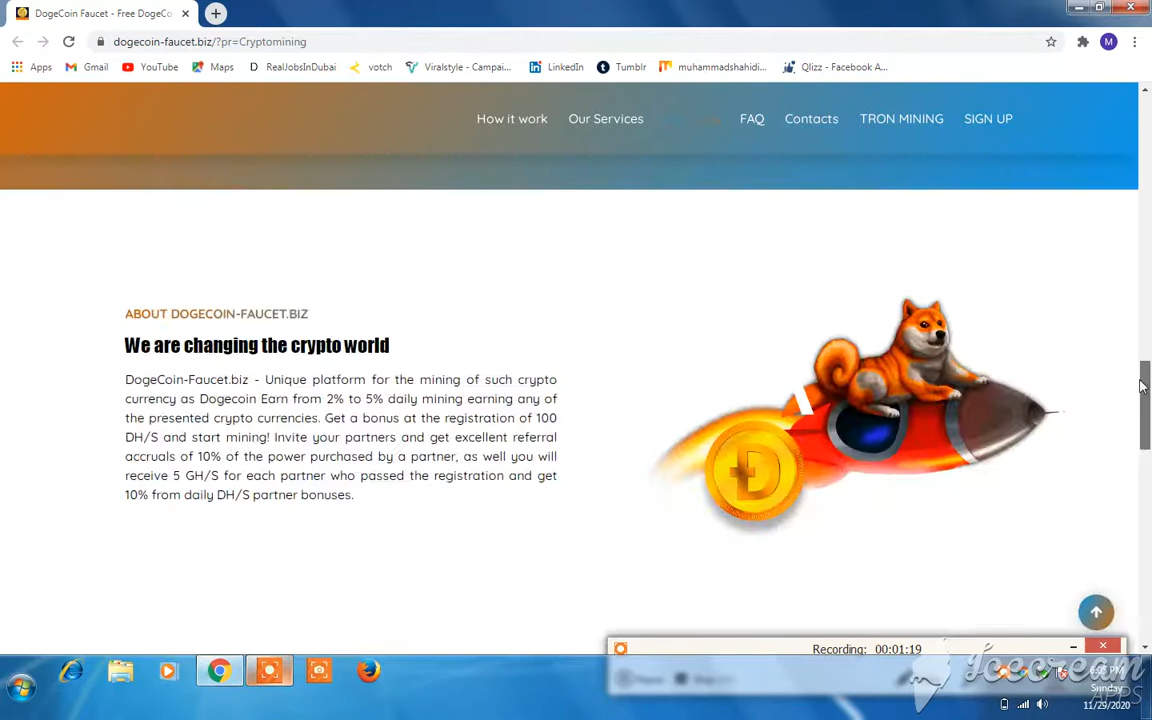 DogeCoin Faucet - Free DogeCo
dogecoin-faucet.biz/?pr=Cryptomining
M
Apps Gmail YouTube Maps RealJobsInDubai votch Viralstyle - Campai... LinkedIn Tumblr muhammadshahidi... Qlizz - Facebook A...
How it work Our Services FAQ Contacts TRON MINING SIGN UP
ABOUT DOGECOIN-FAUCET.BIZ
We are changing the crypto world
DogeCoin-Faucet.biz - Unique platform for the mining of such crypto
currency as Dogecoin Earn from 2% to 5% daily mining earning any of
the presented crypto currencies. Get a bonus at the registration of 100
DH/S and start mining! Invite your partners and get excellent referral
accruals of 10% of the power purchased by a partner, as well you will
receive 5 GH/S for each partner who passed the registration and get
10% from daily DH/S partner bonuses.
Recording: 00:01:19
Icecream
APPS
6:05 PM
Sunday
11/29/2020